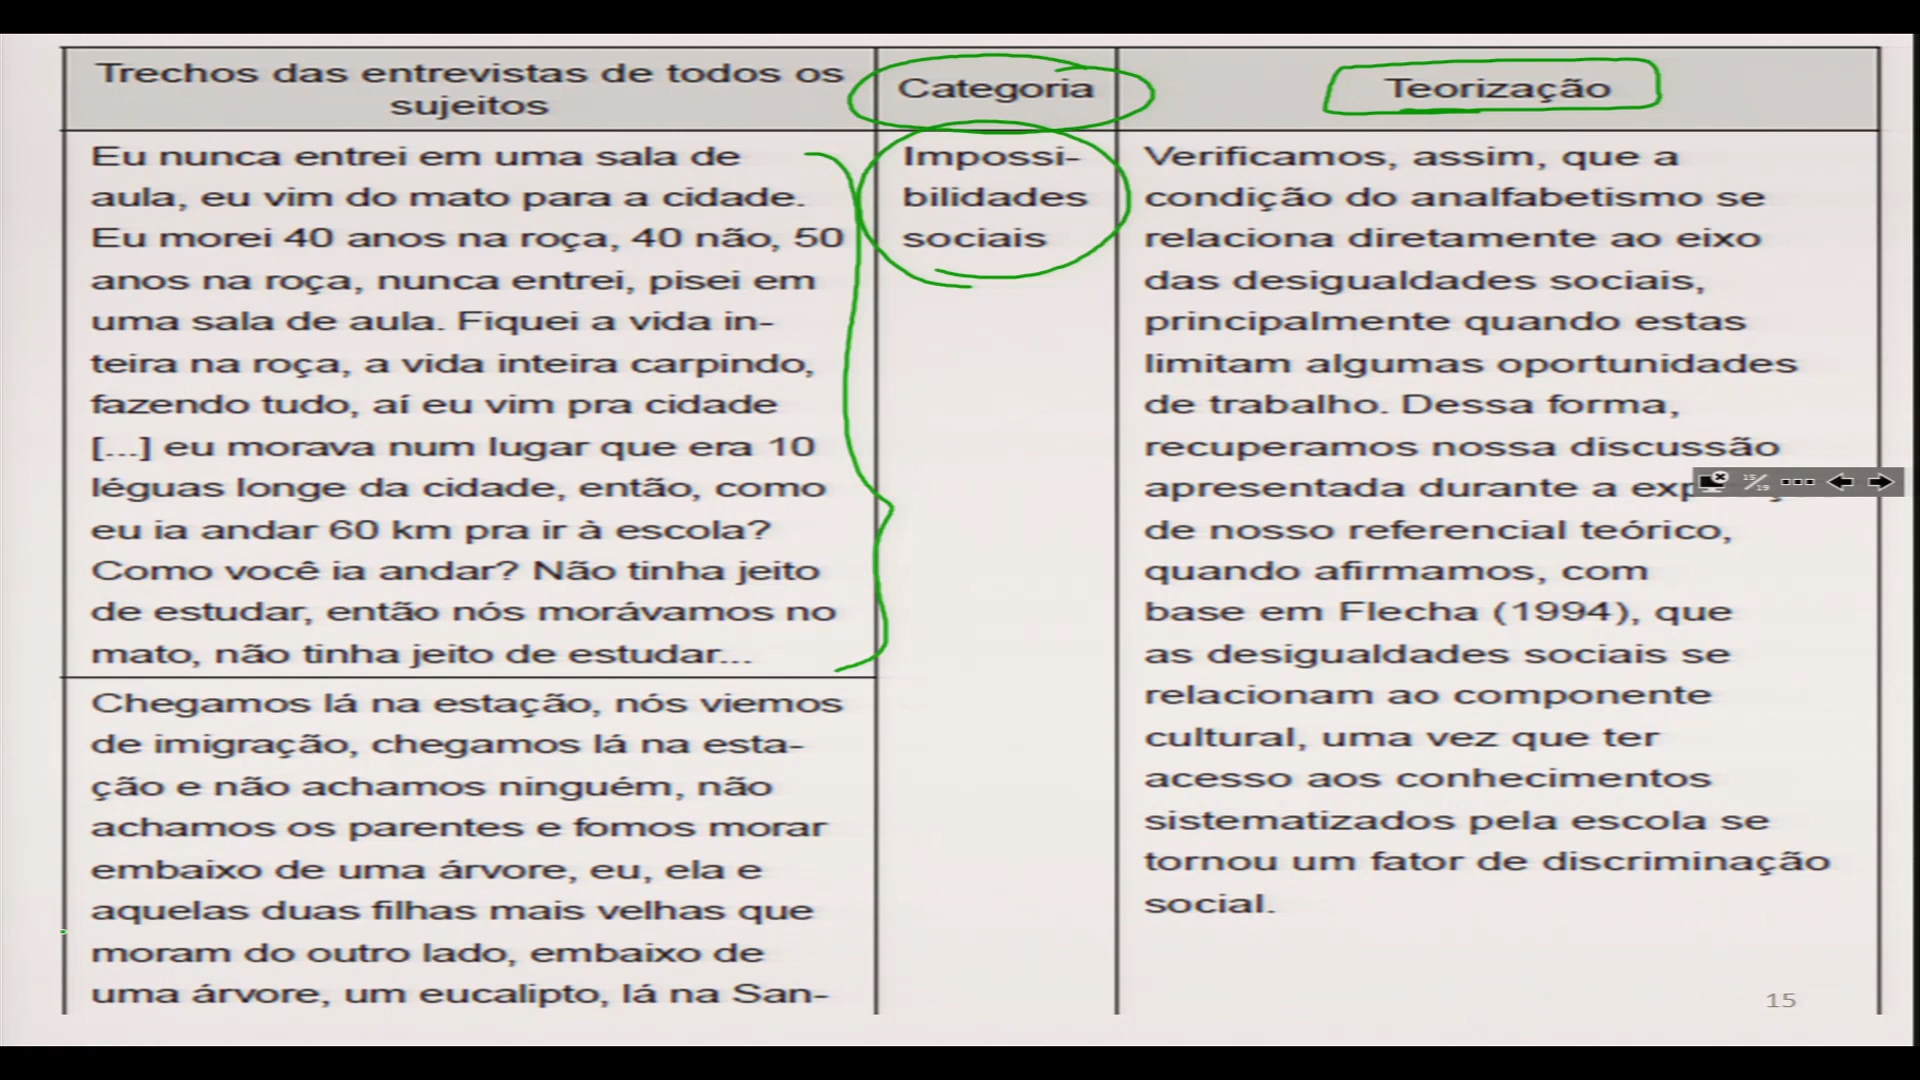 Trechos das entrevistas de todos os
sujeitos
Categoria
Teorização
Eu nunca entrei em uma sala de
aula, eu vim do mato para a cidade.
Eu morei 40 anos na roça, 40 não, 50
anos na roça, nunca entrei, pisei em
uma sala de aula. Fiquei a vida in-
teira na roça, a vida inteira carpindo,
fazendo tudo, aí eu vim pra cidade
[...] eu morava num lugar que era 10
léguas longe da cidade, então, como
eu ia andar 60 km pra ir à escola?
Como você ia andar? Não tinha jeito
de estudar, então nós morávamos no
mato, não tinha jeito de estudar...
Chegamos lá na estação, nós viemos
de imigração, chegamos lá na esta-
ção e não achamos ninguém, não
achamos os parentes e fomos morar
embaixo de uma árvore, eu, ela e
aquelas duas filhas mais velhas que
moram do outro lado, embaixo de
uma árvore, um eucalipto, lá na San-
Impossi-
bilidades
sociais
Verificamos, assim, que a
condição do analfabetismo se
relaciona diretamente ao eixo
das desigualdades sociais,
principalmente quando estas
limitam algumas oportunidades
de trabalho. Dessa forma,
recuperamos nossa discussão
apresentada durante a
de nosso referencial teórico,
quando afirmamos, com
base em Flecha (1994), que
as desigualdades sociais se
relacionam ao componente
cultural, uma vez que ter
acesso aos conhecimentos
sistematizados pela escola se
tornou um fator de discriminação
social.
15/19
15